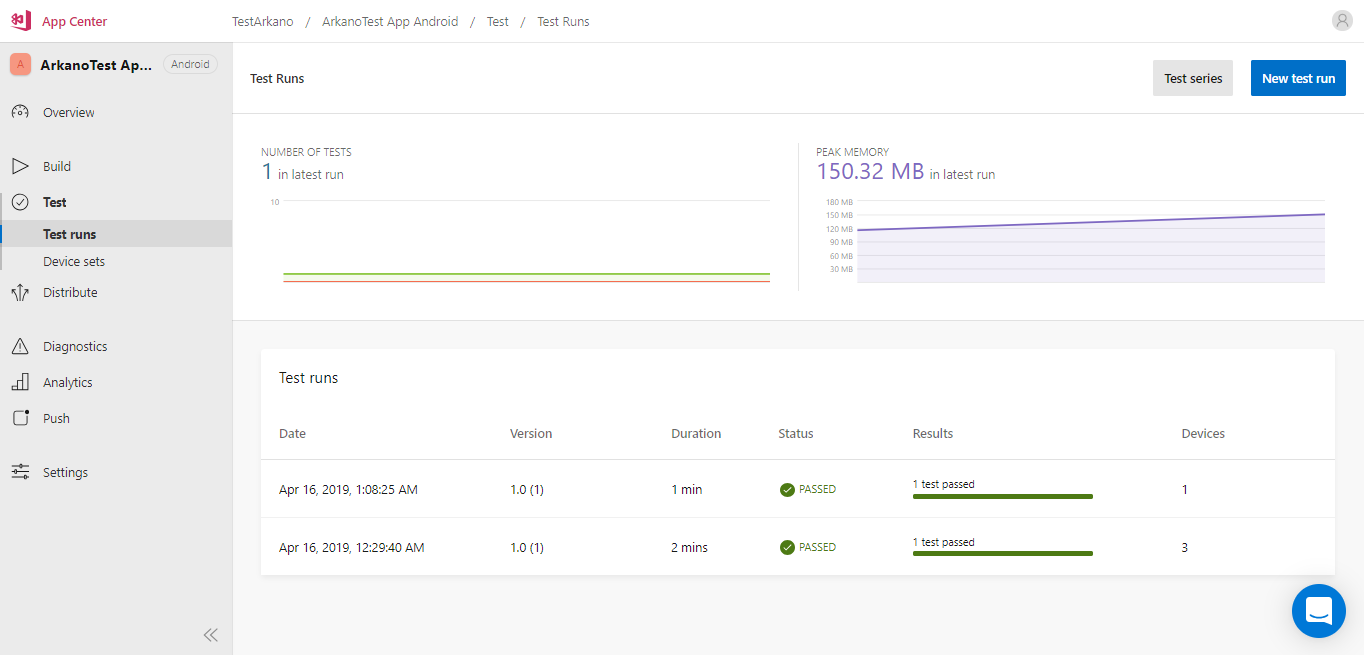 App Center
TestArkano / ArkanoTest App Android / Test / Test Runs
A ArkanoTest Ap... Android
Overview
Build
Test
Test runs
Device sets
Distribute
Diagnostics
Analytics
Push
Settings
Test Runs
Test series
New test run
NUMBER OF TESTS
1 in latest run
10
PEAK MEMORY
150.32 MB in latest run
180 MB
150 MB
120 MB
90 MB
60 MB
30 MB
Test runs
Date Version Duration Status Results Devices
Apr 16, 2019, 1:08:25 AM 1.0 (1) 1 min PASSED 1 test passed 1
Apr 16, 2019, 12:29:40 AM 1.0 (1) 2 mins PASSED 1 test passed 3